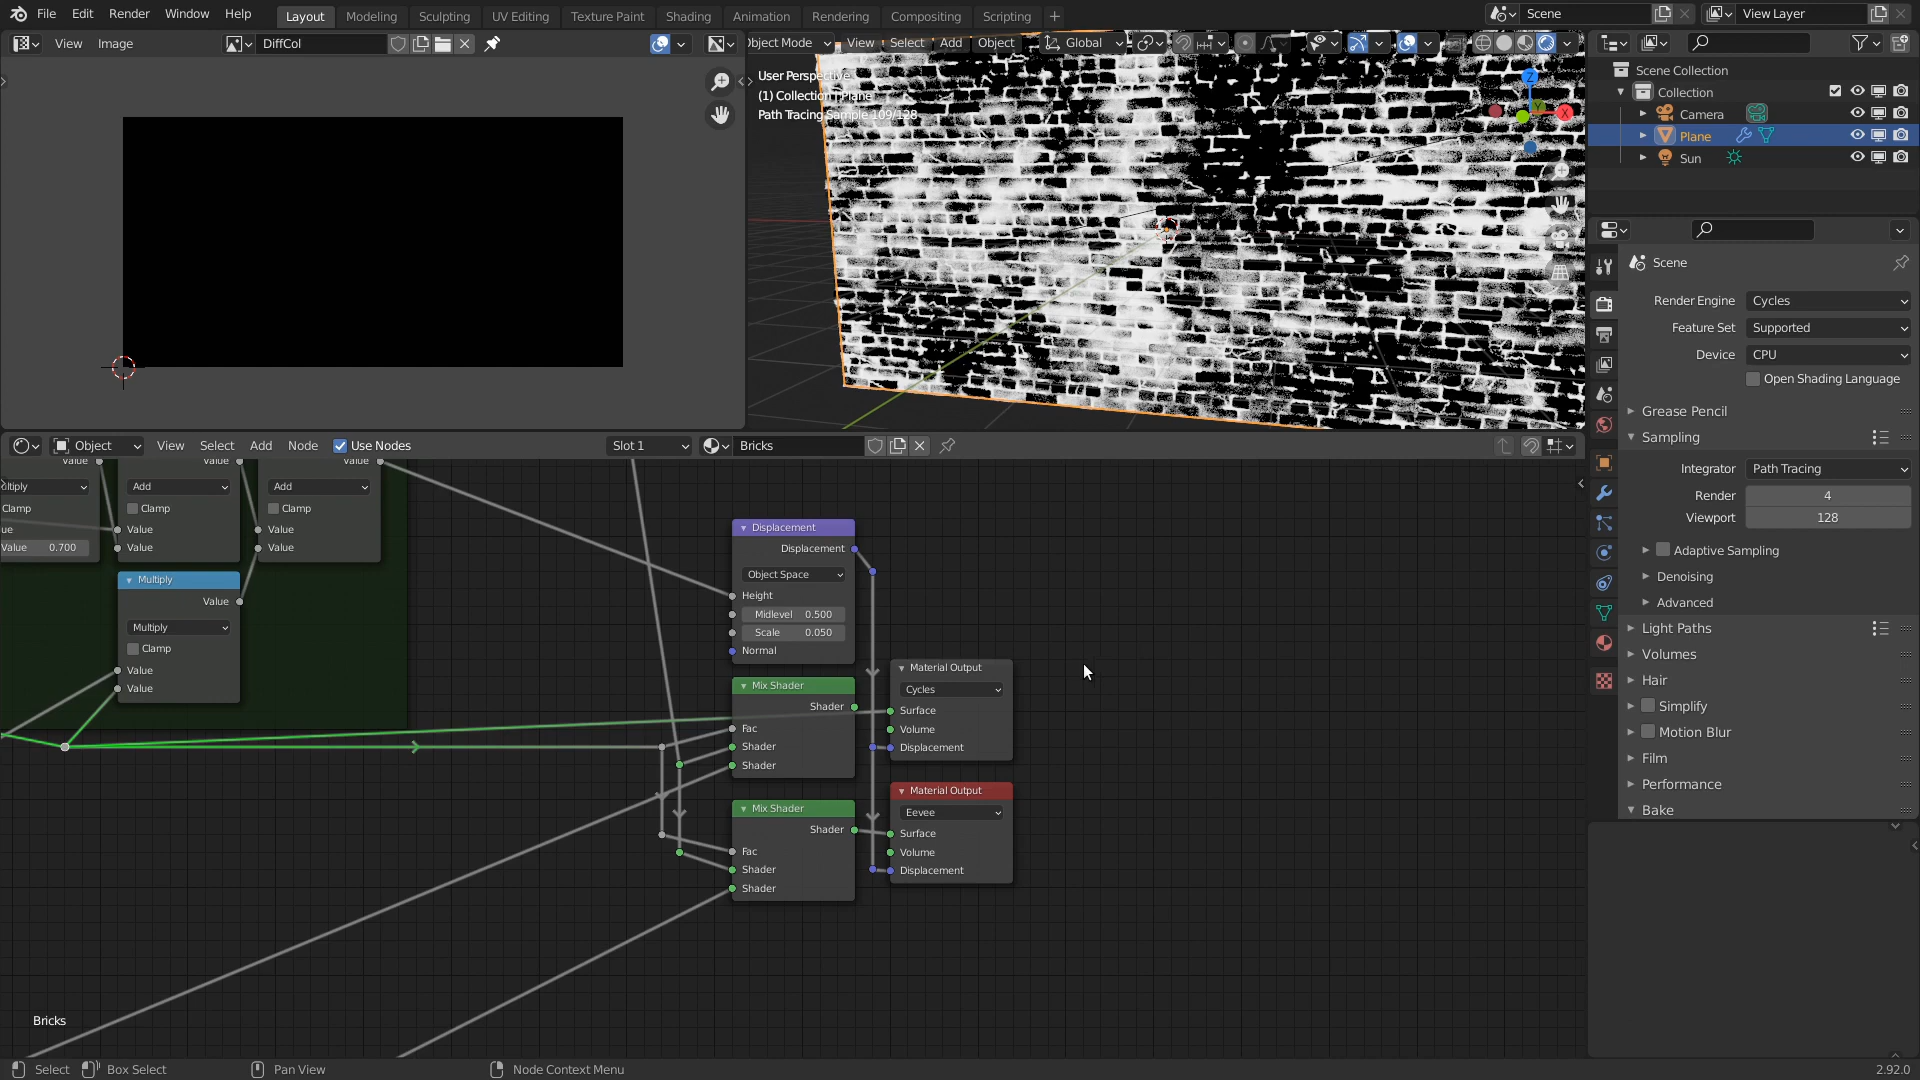 File Edit Render Window Help Layout Modeling Sculpting UV Editing Texture Paint Shading Animation Rendering Compositing Scripting + Scene View Layer
View Image DiffCol
Object Mode View Select Add Object Global
User Perspective
(1) Collection | Plane
Path Tracing Sample 109/128
Scene Collection
Collection
Camera
Plane
Sun
Scene
Render Engine Cycles
Feature Set Supported
Device CPU
Open Shading Language
Grease Pencil
Sampling
Integrator Path Tracing
Render 4
Viewport 128
Adaptive Sampling
Denoising
Advanced
Light Paths
Volumes
Hair
Simplify
Motion Blur
Film
Performance
Bake
Object View Select Add Node Use Nodes Slot 1 Bricks
Value Value Value
Add Add
Clamp Clamp Clamp
Value Value
Value 0.700 Value Value
Multiply
Value
Multiply
Clamp
Value
Value
Displacement
Displacement
Object Space
Height
Midlevel 0.500
Scale 0.050
Normal
Mix Shader
Shader
Fac
Shader
Shader
Material Output
Cycles
Surface
Volume
Displacement
Mix Shader
Shader
Fac
Shader
Shader
Material Output
Eevee
Surface
Volume
Displacement
Bricks
Select Box Select Pan View Node Context Menu 2.92.0